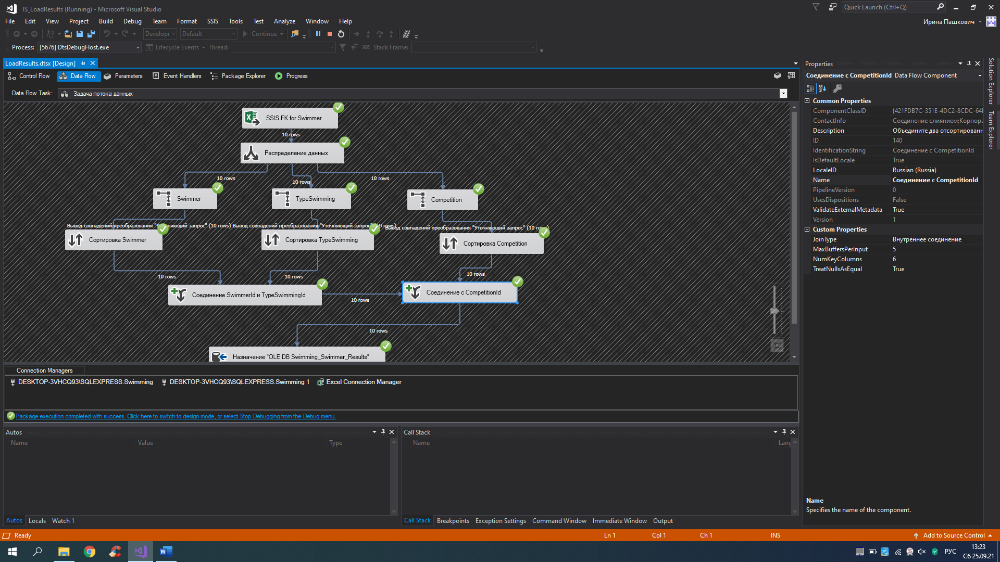 IS_LoadResults (Running) - Microsoft Visual Studio
Quick Launch (Ctrl+Q)
File Edit View Project Build Debug Team Format SSIS Tools Test Analyze Window Help
Ирина Пашкович
Developi Default Continue
Process: [5676] DtsDebugHost.exe Lifecycle Events Thread: Stack Frame:
LoadResults.dtsx [Design]
Control Flow Data Flow Parameters Event Handlers Package Explorer Progress
Data Flow Task: Задача потока данных
SSIS FK for Swimmer
10 rows
Распределение данных
10 rows 10 rows 10 rows
Swimmer TypeSwimming Competition
Вывод совпадений преобразования "Уточняющий запрос" (10 rows)
Вывод совпадений преобразования "Уточняющий запрос" (10 rows)
Вывод совпадений преобразования "Уточняющий запрос" (10 rows)
Сортировка Swimmer Сортировка TypeSwimming Сортировка Competition
10 rows 10 rows 10 rows
Соединение SwimmerId и TypeSwimmingId
10 rows
Соединение с CompetitionId
10 rows
Назначение "OLE DB Swimming_Swimmer_Results"
Connection Managers
DESKTOP-3VHCQ93\SQLEXPRESS.Swimming DESKTOP-3VHCQ93\SQLEXPRESS.Swimming 1 Excel Connection Manager
Package execution completed with success. Click here to switch to design mode, or select Stop Debugging from the Debug menu.
Autos
Name Value Type
Autos Locals Watch 1
Call Stack
Name Lang
Call Stack Breakpoints Exception Settings Command Window Immediate Window Output
Properties
Соединение с CompetitionId Data Flow Component
Common Properties
ComponentClassID {421FDB7C-351E-4DC2-8CDC-64
ContactInfo Соединение слиянием;Корпора
Description Объедините два отсортированн
ID 140
IdentificationString Соединение с CompetitionId
IsDefaultLocale True
LocaleID Russian (Russia)
Name Соединение с CompetitionId
PipelineVersion 0
UsesDispositions False
ValidateExternalMetadata True
Version 1
Custom Properties
JoinType Внутреннее соединение
MaxBuffersPerInput 5
NumKeyColumns 6
TreatNullsAsEqual True
Name
Specifies the name of the component.
Solution Explorer
Team Explorer
Ready Ln 1 Col 1 Ch 1 INS Add to Source Control
РУС
13:23
Сб 25.09.21